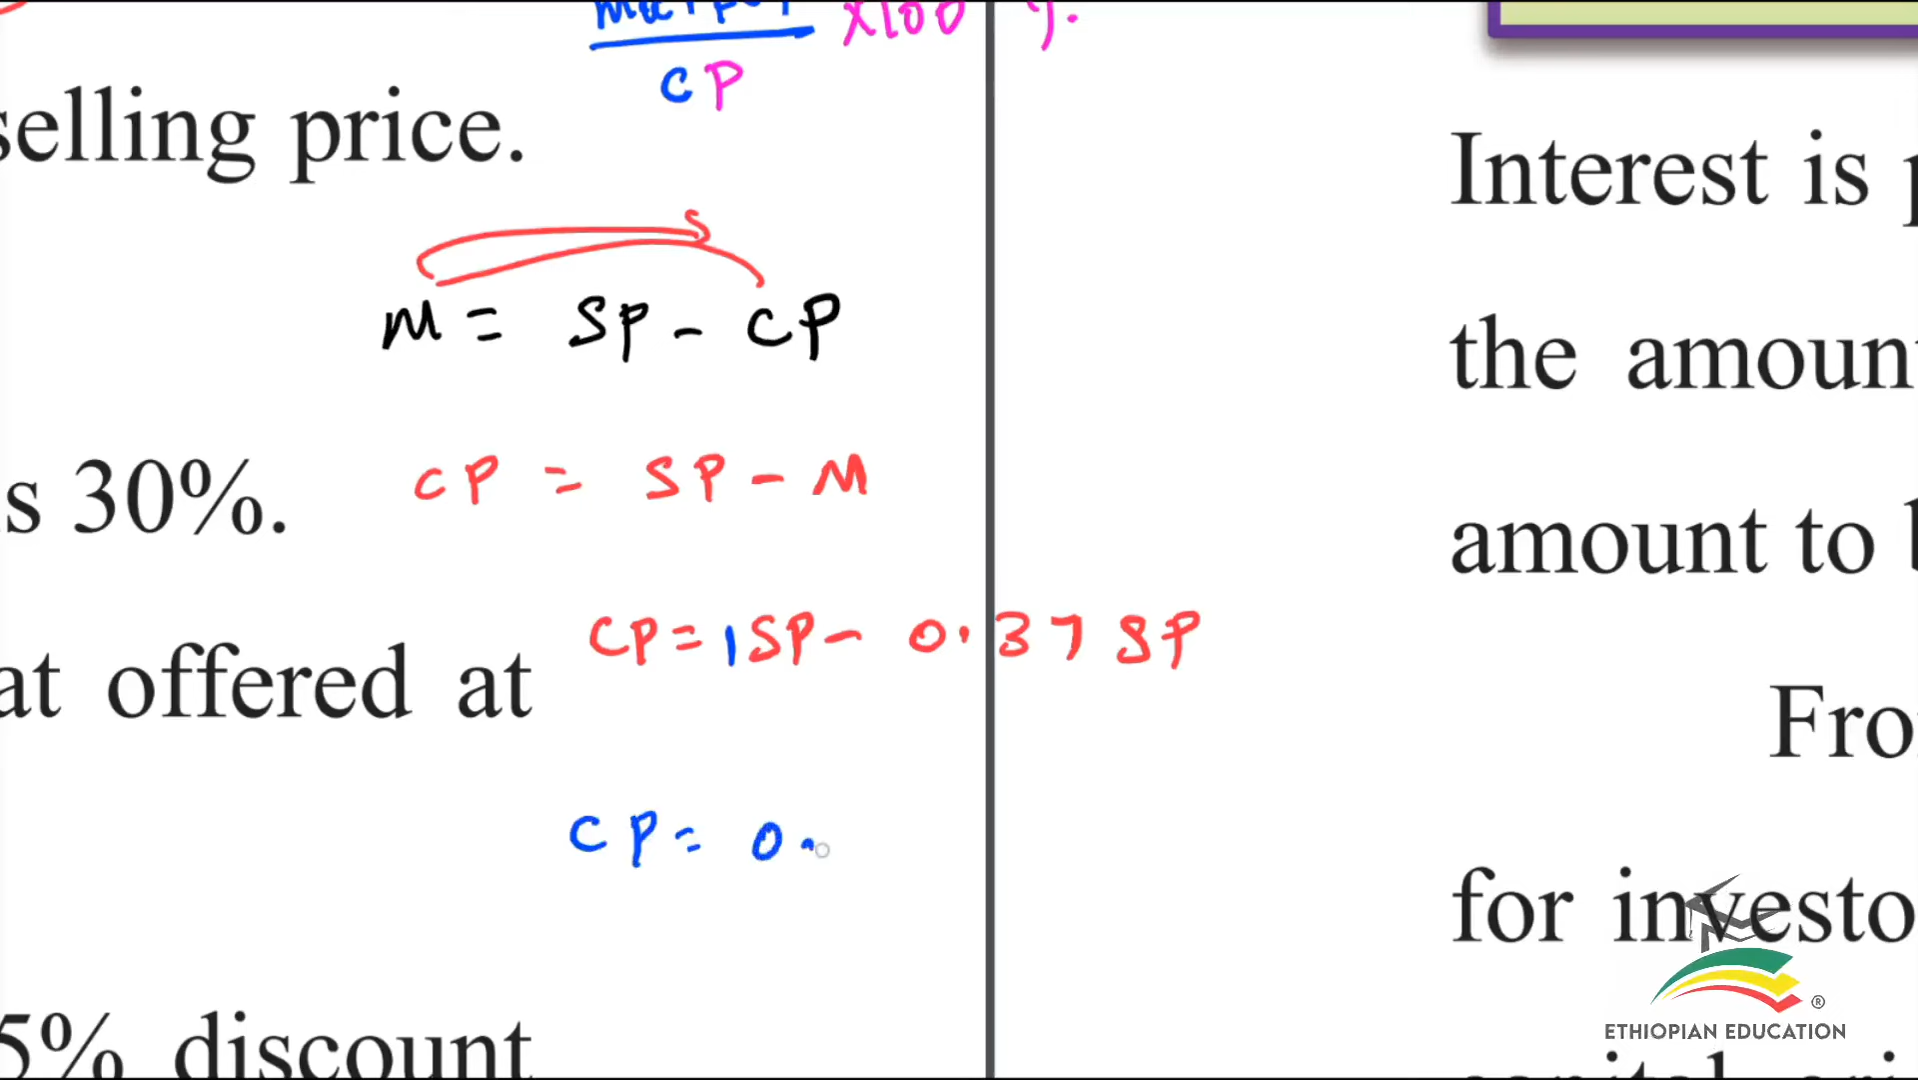 CP
×100 %
selling price.
M = SP - CP
s 30%.
CP = SP - M
CP = 1SP - 0.37 SP
at offered at
CP = 0.
5% discount
Interest is
the amoun
amount to
Fro
for investo
® 
ETHIOPIAN EDUCATION